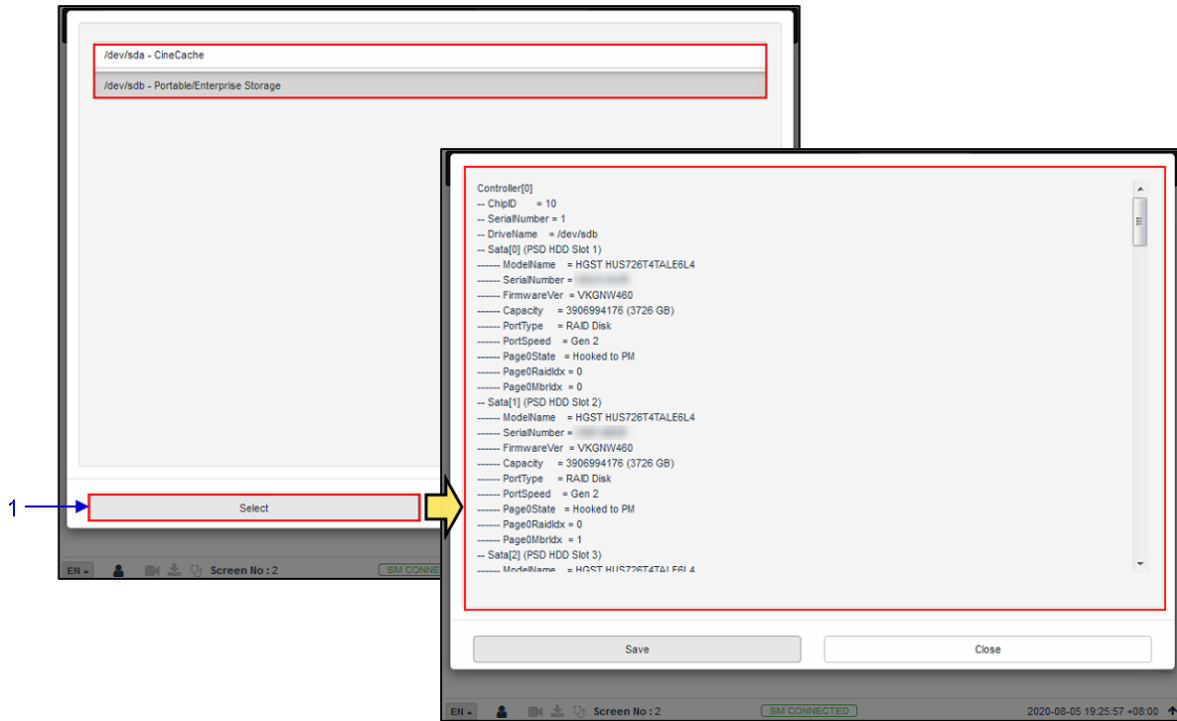 /dev/sda - CineCache
/dev/sdb - Portable/Enterprise Storage
1
Select
EN
Screen No : 2
SM CONNE
Controller[0]
-- ChipID = 10
-- SerialNumber = 1
-- DriveName = /dev/sdb
-- Sata[0] (PSD HDD Slot 1)
------ ModelName = HGST HUS726T4TALE6L4
------ SerialNumber =
------ FirmwareVer = VKGNW460
------ Capacity = 3906994176 (3726 GB)
------ PortType = RAID Disk
------ PortSpeed = Gen 2
------ Page0State = Hooked to PM
------ Page0RaidIdx = 0
------ Page0MbrIdx = 0
-- Sata[1] (PSD HDD Slot 2)
------ ModelName = HGST HUS726T4TALE6L4
------ SerialNumber =
------ FirmwareVer = VKGNW460
------ Capacity = 3906994176 (3726 GB)
------ PortType = RAID Disk
------ PortSpeed = Gen 2
------ Page0State = Hooked to PM
------ Page0RaidIdx = 0
------ Page0MbrIdx = 1
-- Sata[2] (PSD HDD Slot 3)
------ ModelName = HGST HUS726T4TALE6L4
Save
Close
EN
Screen No : 2
SM CONNECTED
2020-08-05 19:25:57 +08:00